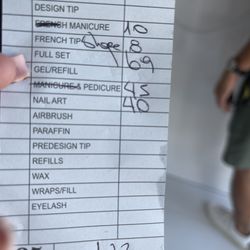 DESIGN TIP
FRENCH MANICURE 10
FRENCH TIP Shape 8
FULL SET 69
GEL/REFILL
MANICURE & PEDICURE 45
NAIL ART 40
AIRBRUSH
PARAFFIN
PREDESIGN TIP
REFILLS
WAX
WRAPS/FILL
EYELASH